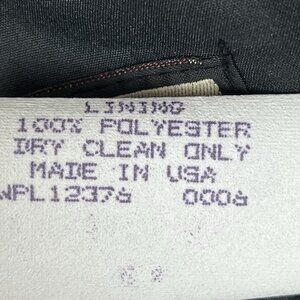 LINING
100% POLYESTER
DRY CLEAN ONLY
MADE IN USA
WPL12376 0006